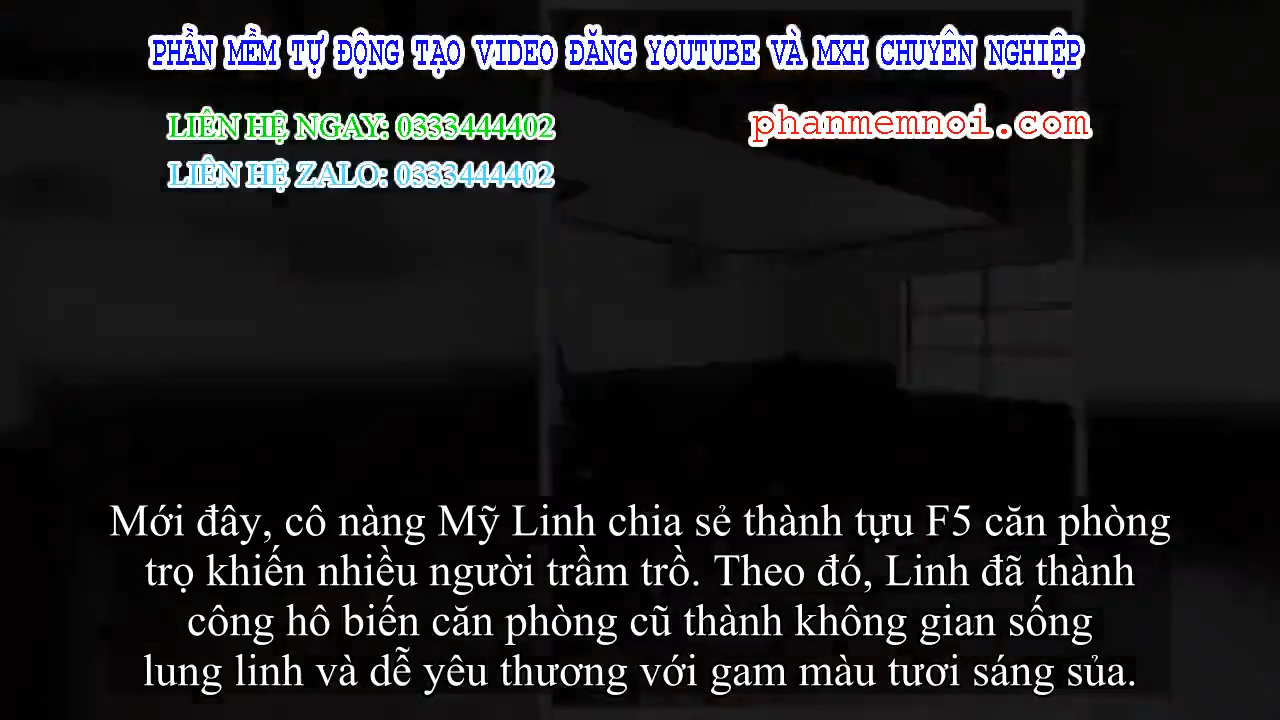 PHẦN MỀM TỰ ĐỘNG TẠO VIDEO ĐĂNG YOUTUBE VÀ MXH CHUYÊN NGHIỆP
LIÊN HỆ NGAY: 0333444402
phanmemnoi.com
LIÊN HỆ ZALO: 0333444402
Mới đây, cô nàng Mỹ Linh chia sẻ thành tựu F5 căn phòng
trọ khiến nhiều người trầm trồ. Theo đó, Linh đã thành
công hô biến căn phòng cũ thành không gian sống
lung linh và dễ yêu thương với gam màu tươi sáng sủa.